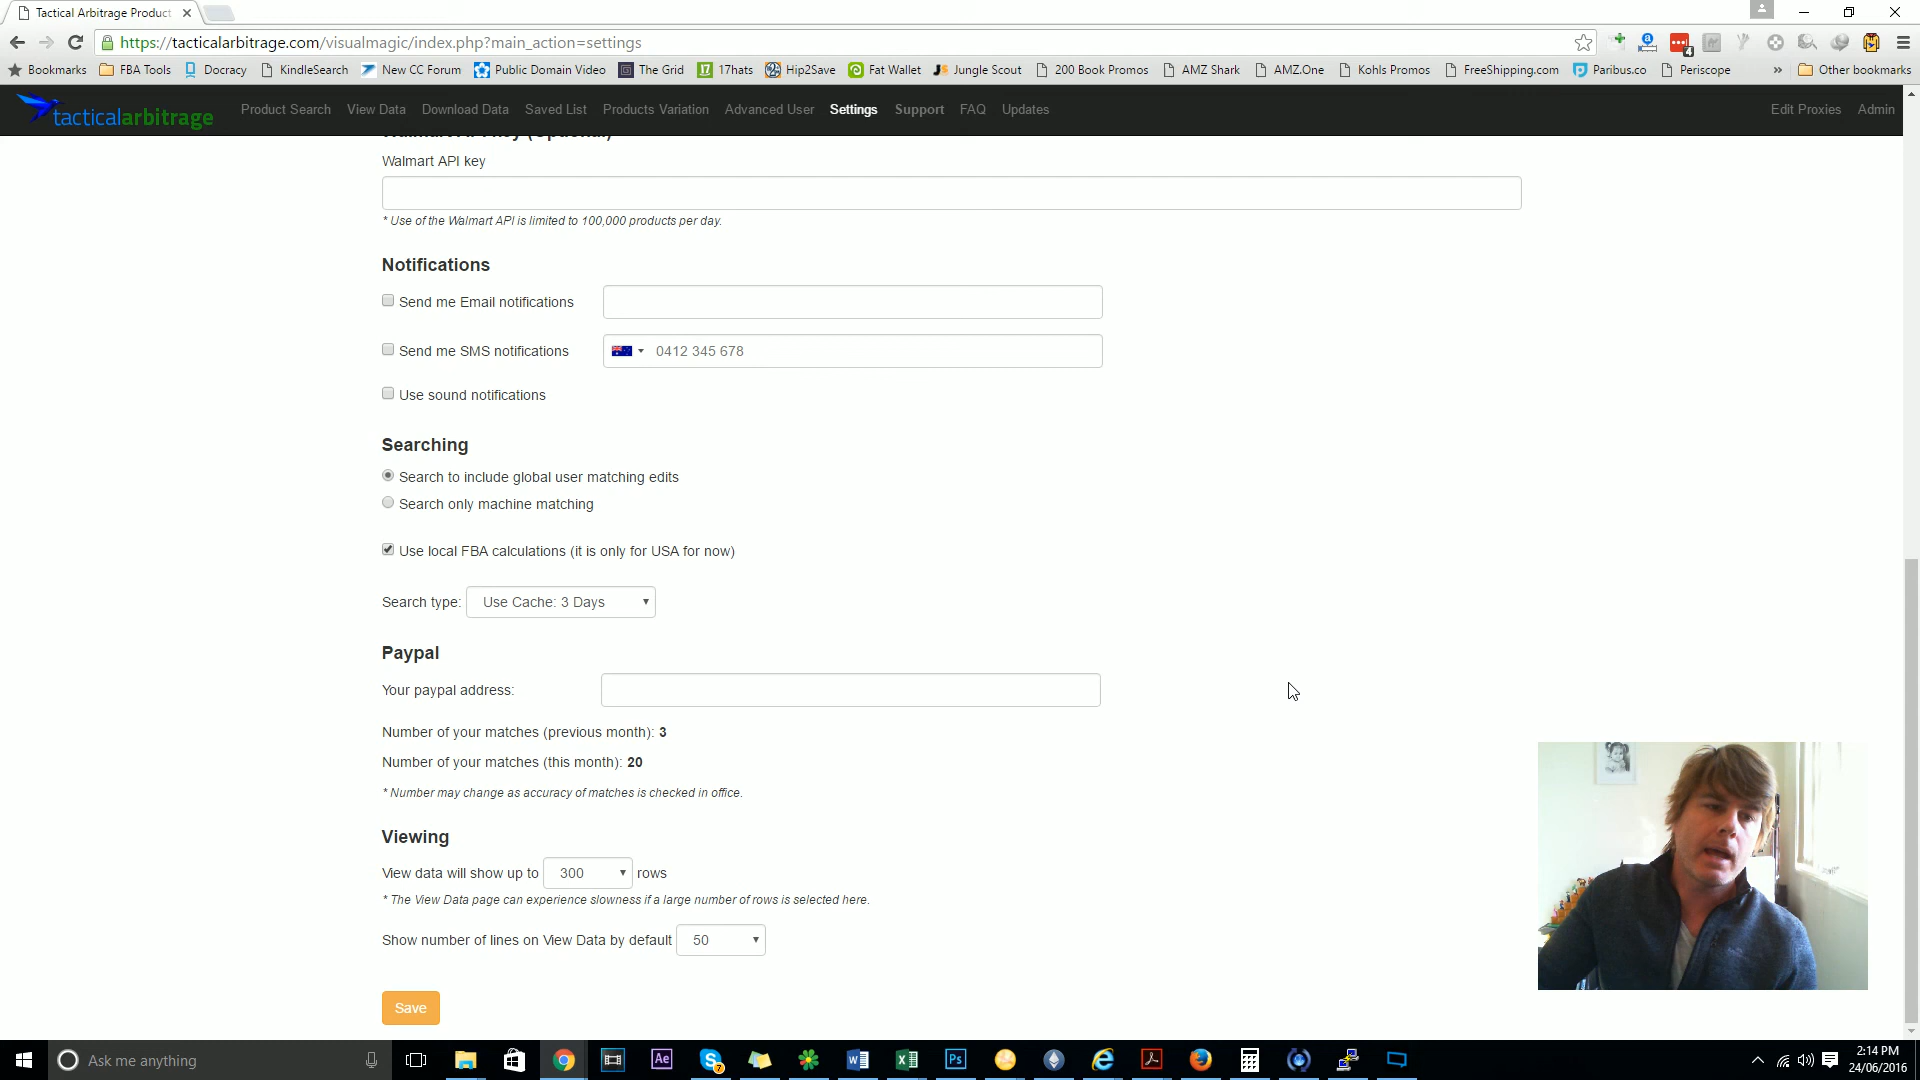 Tactical Arbitrage Product
https://tacticalarbitrage.com/visualmagic/index.php?main_action=settings
Bookmarks FBA Tools Docracy KindleSearch New CC Forum Public Domain Video The Grid 17hats Hip2Save Fat Wallet Jungle Scout 200 Book Promos AMZ Shark AMZ.One Kohls Promos FreeShipping.com Paribus.co Periscope » Other bookmarks
tacticalarbitrage Product Search View Data Download Data Saved List Products Variation Advanced User Settings Support FAQ Updates Edit Proxies Admin
Walmart API key (Optional)
Walmart API key
* Use of the Walmart API is limited to 100,000 products per day.
Notifications
Send me Email notifications
Send me SMS notifications 0412 345 678
Use sound notifications
Searching
Search to include global user matching edits
Search only machine matching
Use local FBA calculations (it is only for USA for now)
Search type: Use Cache: 3 Days
Paypal
Your paypal address:
Number of your matches (previous month): 3
Number of your matches (this month): 20
* Number may change as accuracy of matches is checked in office.
Viewing
View data will show up to 300 rows
* The View Data page can experience slowness if a large number of rows is selected here.
Show number of lines on View Data by default 50
Save
Ask me anything
2:14 PM
24/06/2016